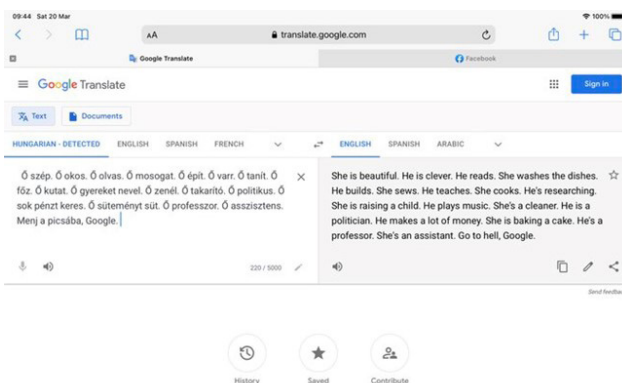 09:44 Sat 20 Mar
100%
AA
translate.google.com
Google Translate
Facebook
Google Translate
Sign in
Text
Documents
HUNGARIAN - DETECTED ENGLISH SPANISH FRENCH
ENGLISH SPANISH ARABIC
Ő szép. Ő okos. Ő olvas. Ő mosogat. Ő épít. Ő varr. Ő tanít. Ő
főz. Ő kutat. Ő gyereket nevel. Ő zenél. Ő takarító. Ő politikus. Ő
sok pénzt keres. Ő süteményt süt. Ő professzor. Ő asszisztens.
Menj a picsába, Google.
220 / 5000
She is beautiful. He is clever. He reads. She washes the dishes.
He builds. She sews. He teaches. She cooks. He's researching.
She is raising a child. He plays music. She's a cleaner. He is a
politician. He makes a lot of money. She is baking a cake. He's a
professor. She's an assistant. Go to hell, Google.
Send feedbac
History
Saved
Contribute